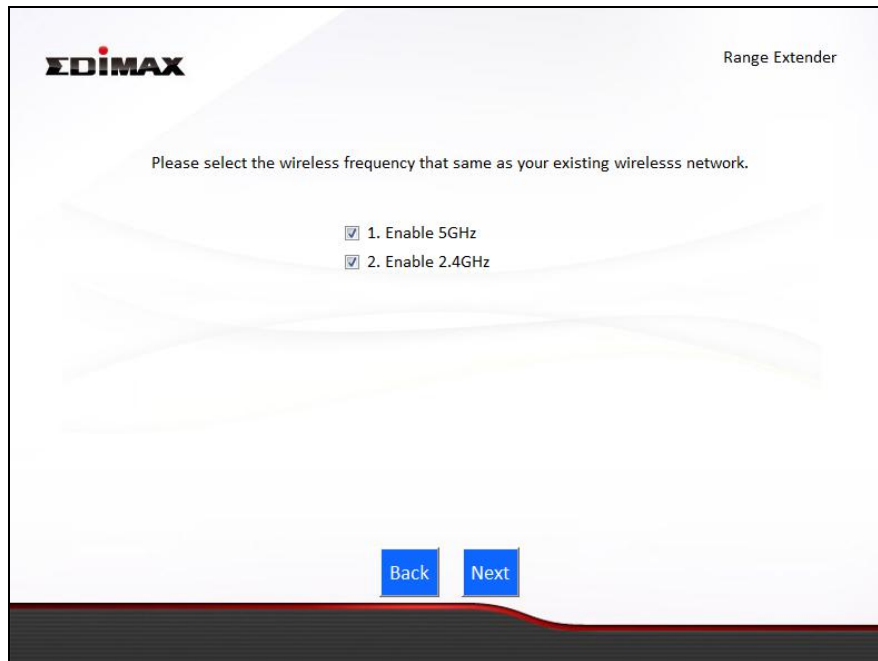 EDIMAX
Range Extender
Please select the wireless frequency that same as your existing wirelesss network.
1. Enable 5GHz
2. Enable 2.4GHz
Back
Next